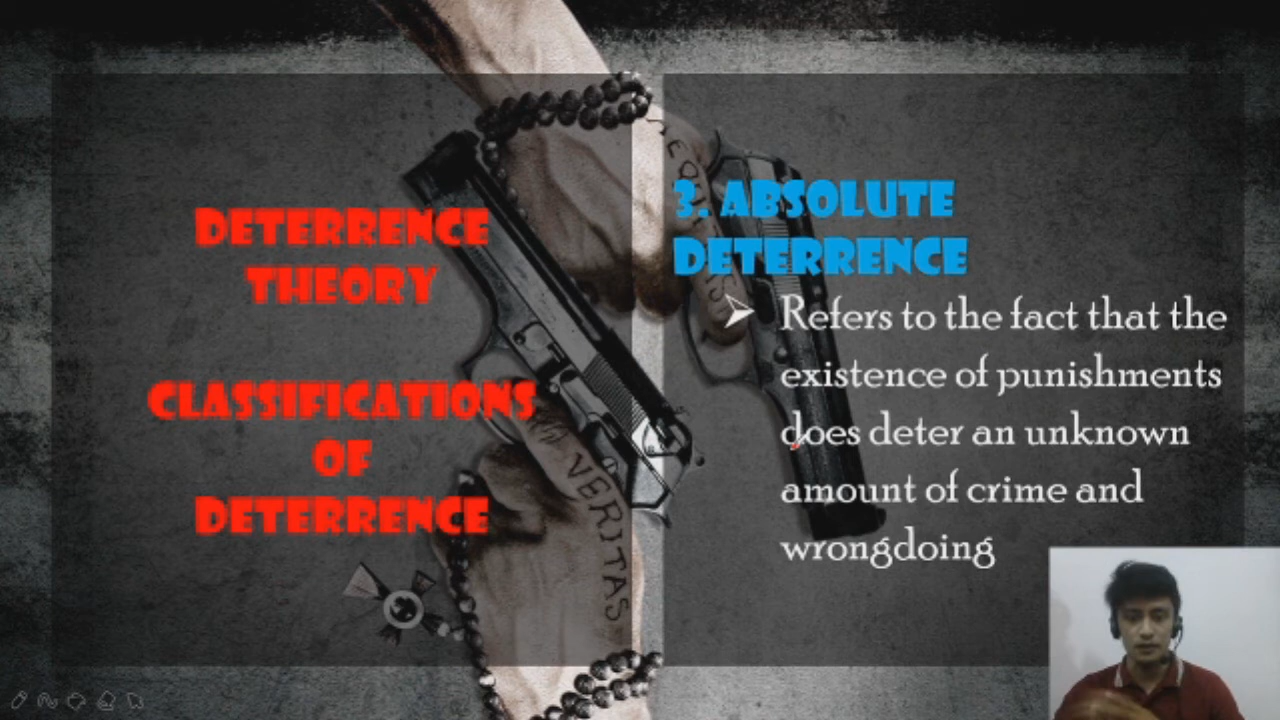 DETERRENCE
THEORY
CLASSIFICATIONS
OF
DETERRENCE
3. ABSOLUTE
DETERRENCE
Refers to the fact that the
existence of punishments
does deter an unknown
amount of crime and
wrongdoing
VERITAS